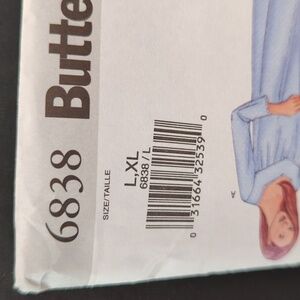 Butte
6838
SIZE/TAILLE
L,XL
6838 / L
0 31664 32539 0
A